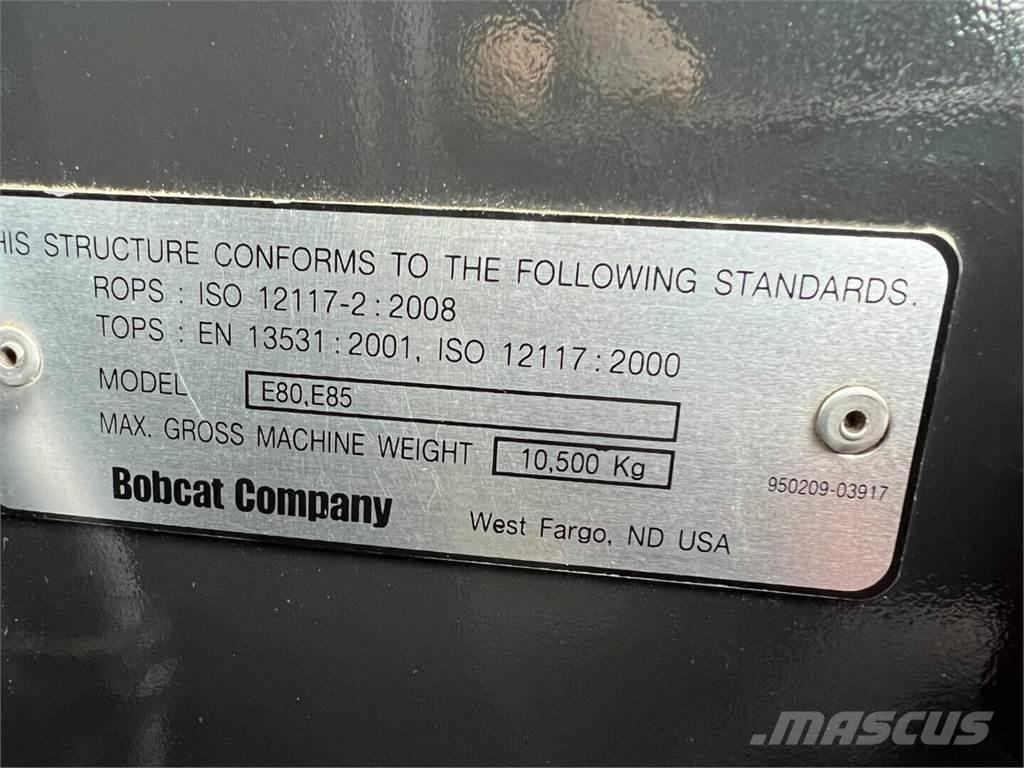 HIS STRUCTURE CONFORMS TO THE FOLLOWING STANDARDS.
ROPS : ISO 12117-2 : 2008
TOPS : EN 13531 : 2001, ISO 12117 : 2000
MODEL E80,E85
MAX. GROSS MACHINE WEIGHT 10,500 Kg
950209-03917
Bobcat Company West Fargo, ND USA
MASCUS